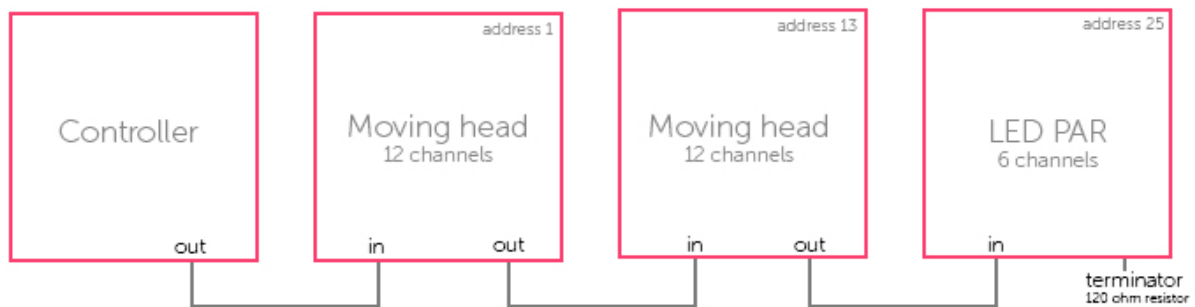 address 1
address 13
address 25
Controller
Moving head
12 channels
Moving head
12 channels
LED PAR
6 channels
out
in
out
in
out
in
terminator
120 ohm resistor